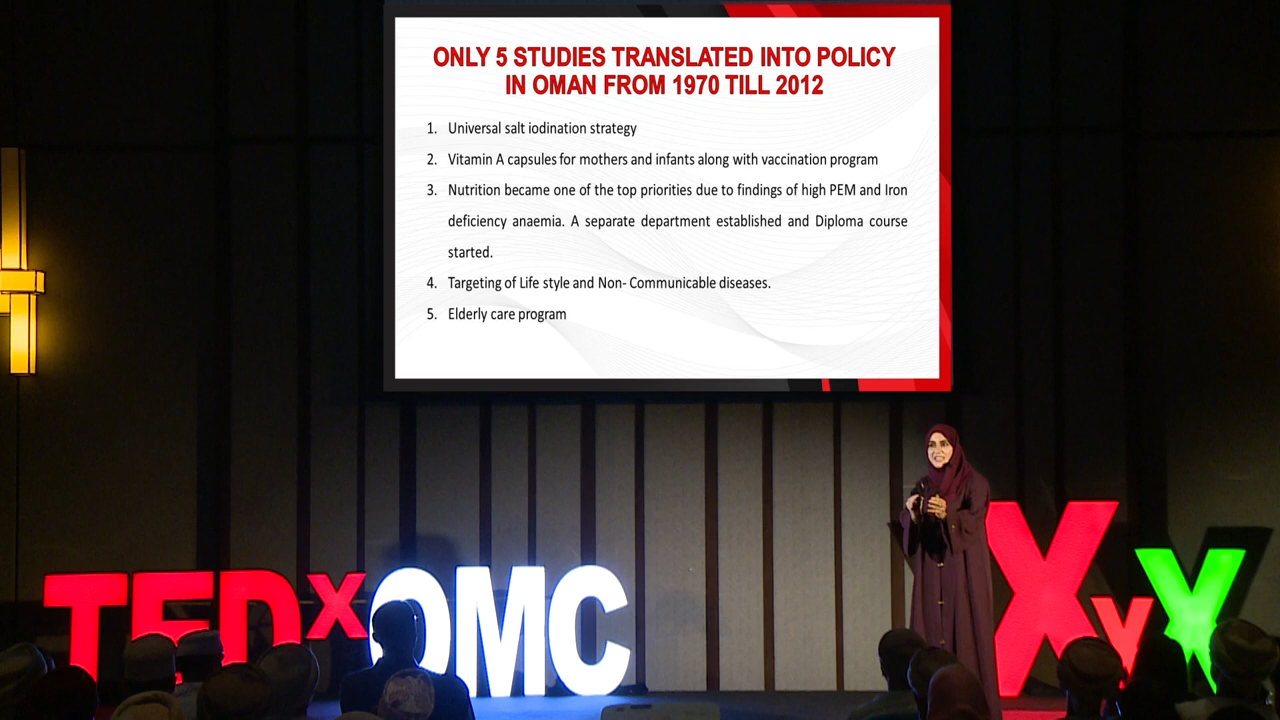 ONLY 5 STUDIES TRANSLATED INTO POLICY
IN OMAN FROM 1970 TILL 2012
1. Universal salt iodination strategy
2. Vitamin A capsules for mothers and infants along with vaccination program
3. Nutrition became one of the top priorities due to findings of high PEM and Iron
deficiency anaemia. A separate department established and Diploma course
started.
4. Targeting of Life style and Non- Communicable diseases.
5. Elderly care program
TEDxOMC
X y Y